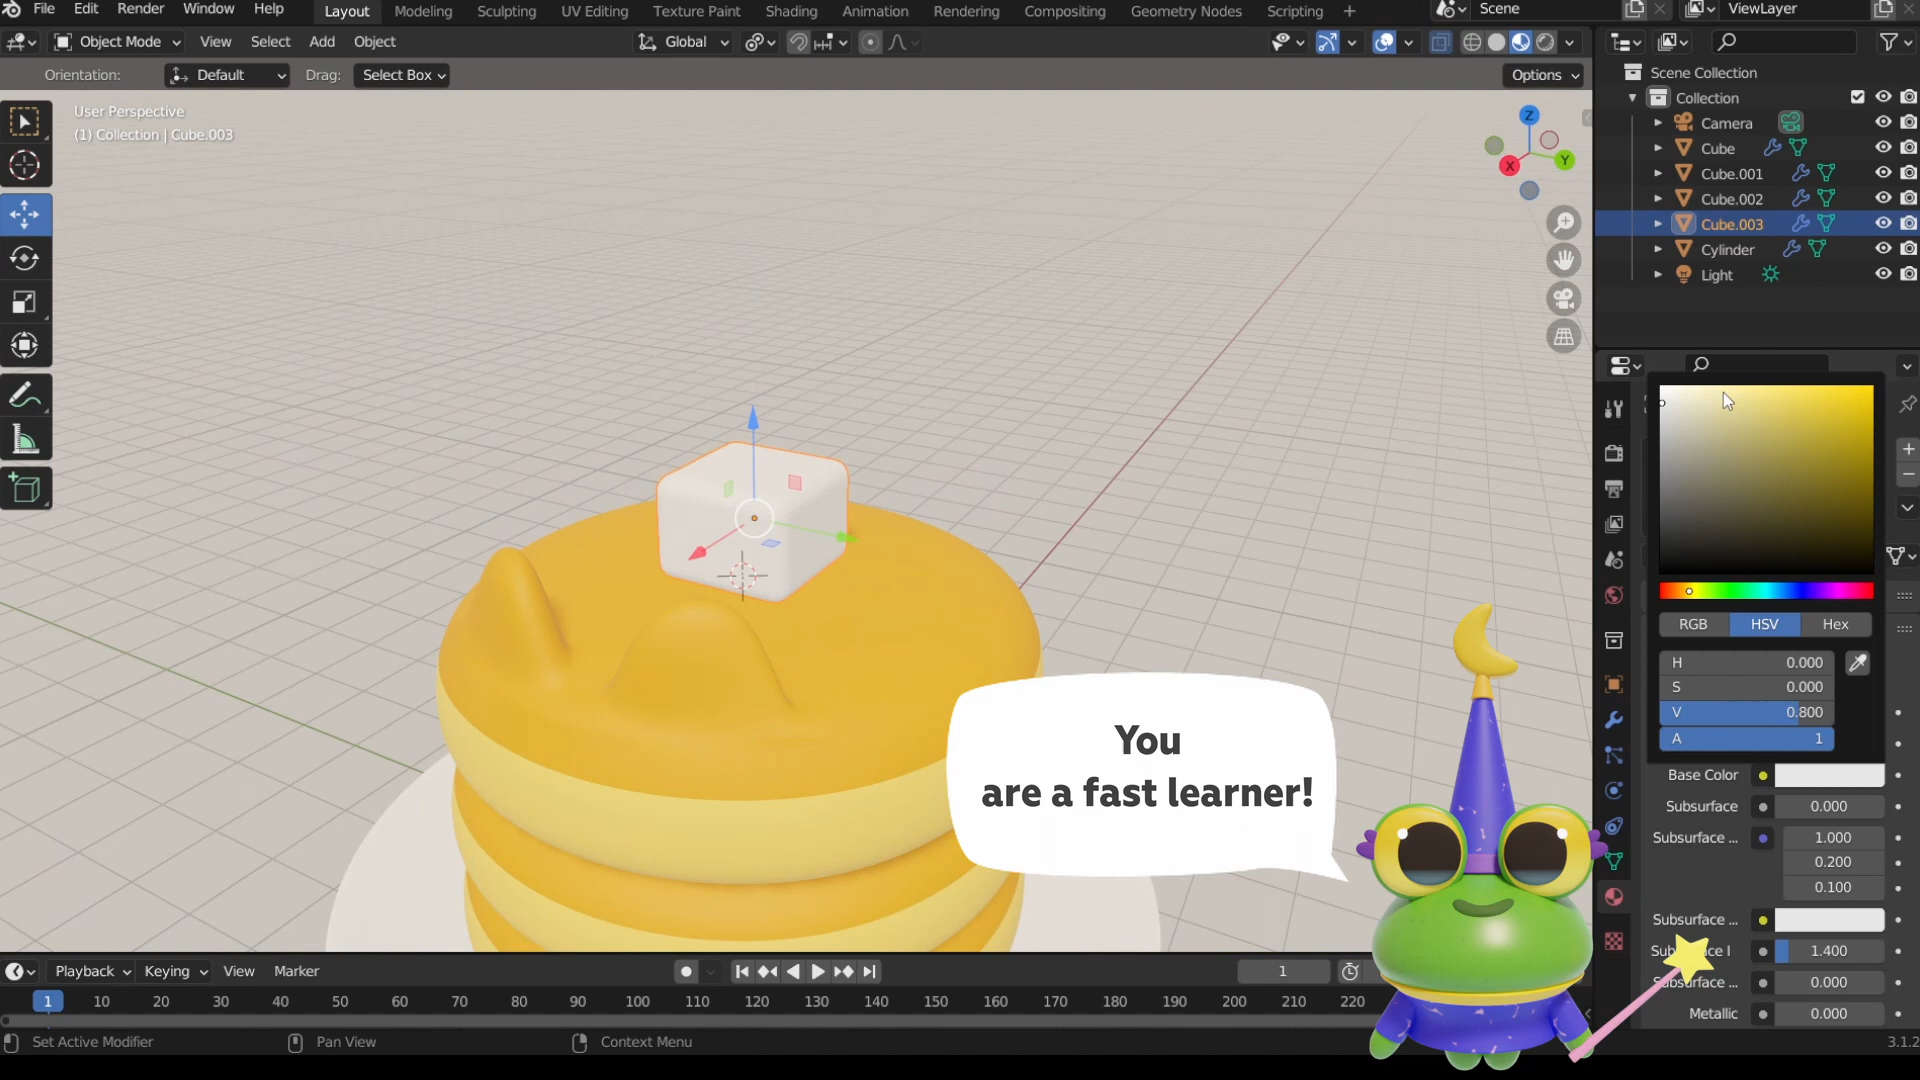 File Edit Render Window Help Layout Modeling Sculpting UV Editing Texture Paint Shading Animation Rendering Compositing Geometry Nodes Scripting + Scene ViewLayer
Object Mode View Select Add Object Global
Orientation: Default Drag: Select Box Options
User Perspective
(1) Collection | Cube.003
Z
Y
X
Scene Collection
Collection
Camera
Cube
Cube.001
Cube.002
Cube.003
Cylinder
Light
RGB HSV Hex
H 0.000
S 0.000
V 0.800
A 1
Base Color
Subsurface 0.000
Subsurface ... 1.000
0.200
0.100
Subsurface ...
1.400
Subsurface ... 0.000
Metallic 0.000
You
are a fast learner!
Playback Keying View Marker 1
1 10 20 30 40 50 60 70 80 90 100 110 120 130 140 150 160 170 180 190 200 210 220
Set Active Modifier Pan View Context Menu 3.1.2